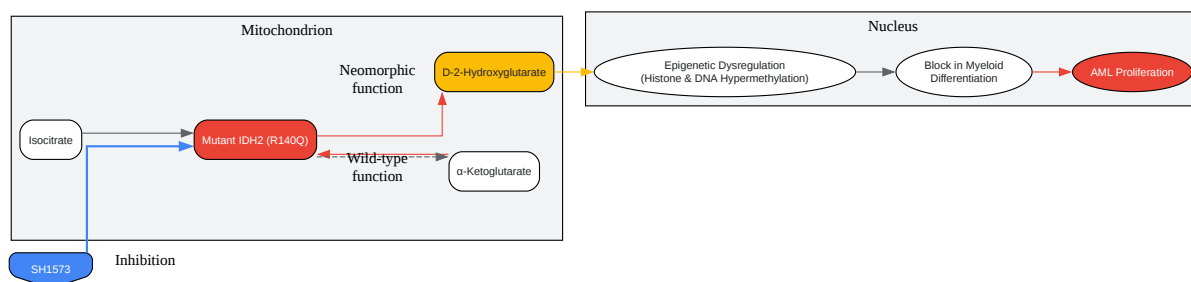 Mitochondrion
Nucleus
Neomorphic
function
D-2-Hydroxyglutarate
Epigenetic Dysregulation
(Histone & DNA Hypermethylation)
Block in Myeloid
Differentiation
AML Proliferation
Isocitrate
Mutant IDH2 (R140Q)
Wild-type
function
α-Ketoglutarate
SH1573
Inhibition